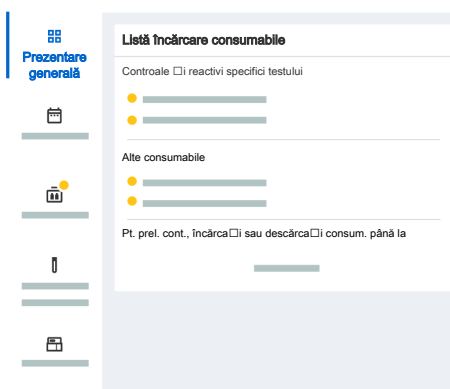 Prezentare
generală
Listă încărcare consumabile
Controale □i reactivi specifici testului
Alte consumabile
Pt. prel. cont., încărca□i sau descărca□i consum. până la